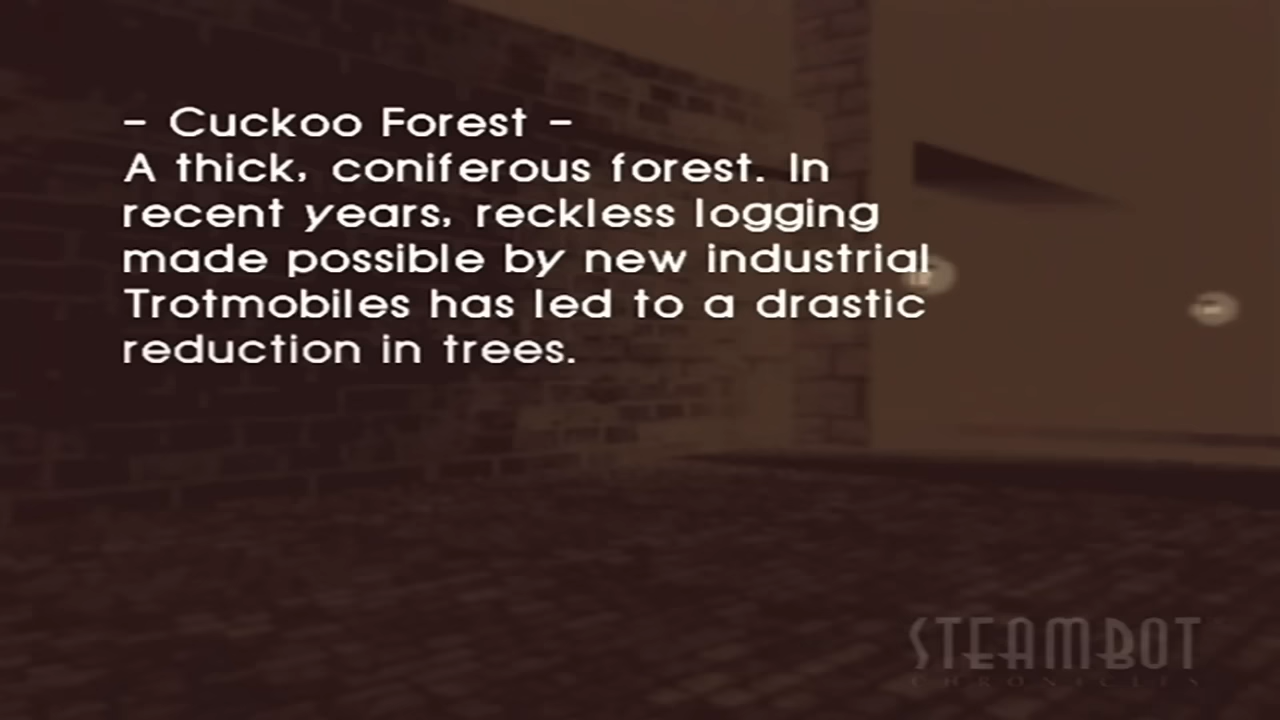 - Cuckoo Forest -
A thick, coniferous forest. In
recent years, reckless logging
made possible by new industrial
Trotmobiles has led to a drastic
reduction in trees.
STEAMBOT
CHRONICLES